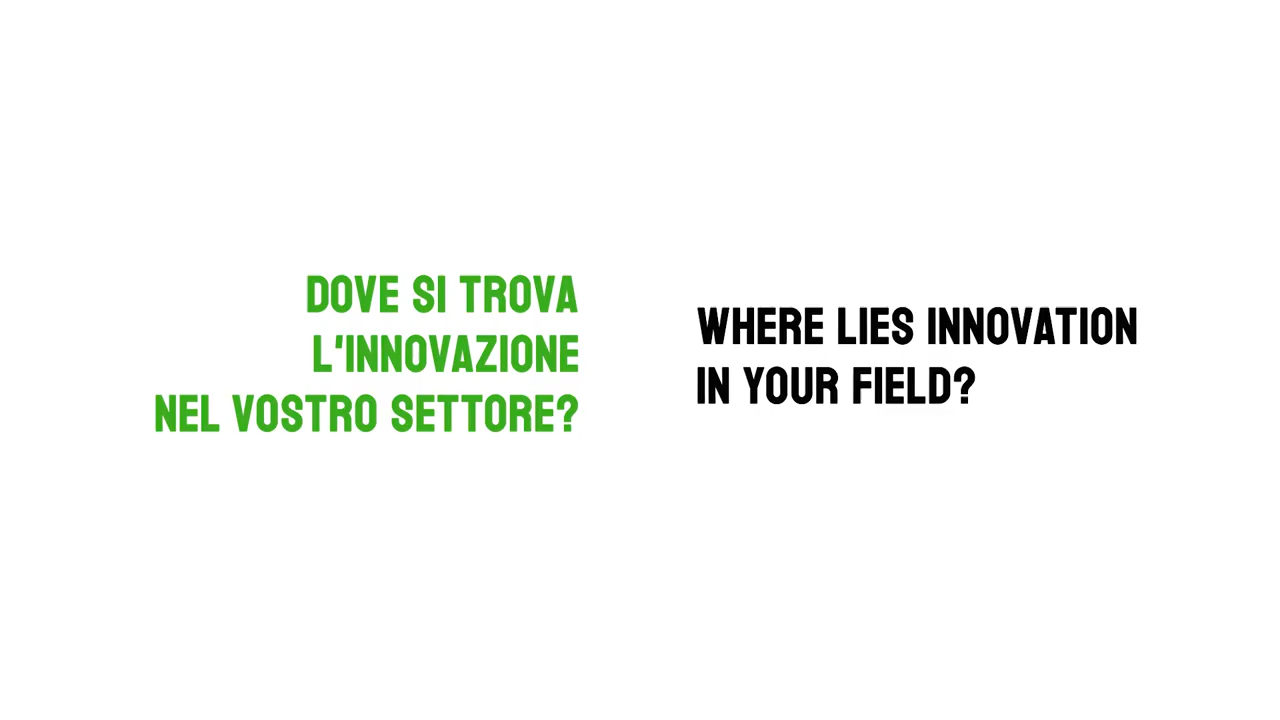 DOVE SI TROVA
L'INNOVAZIONE
NEL VOSTRO SETTORE?
WHERE LIES INNOVATION
IN YOUR FIELD?